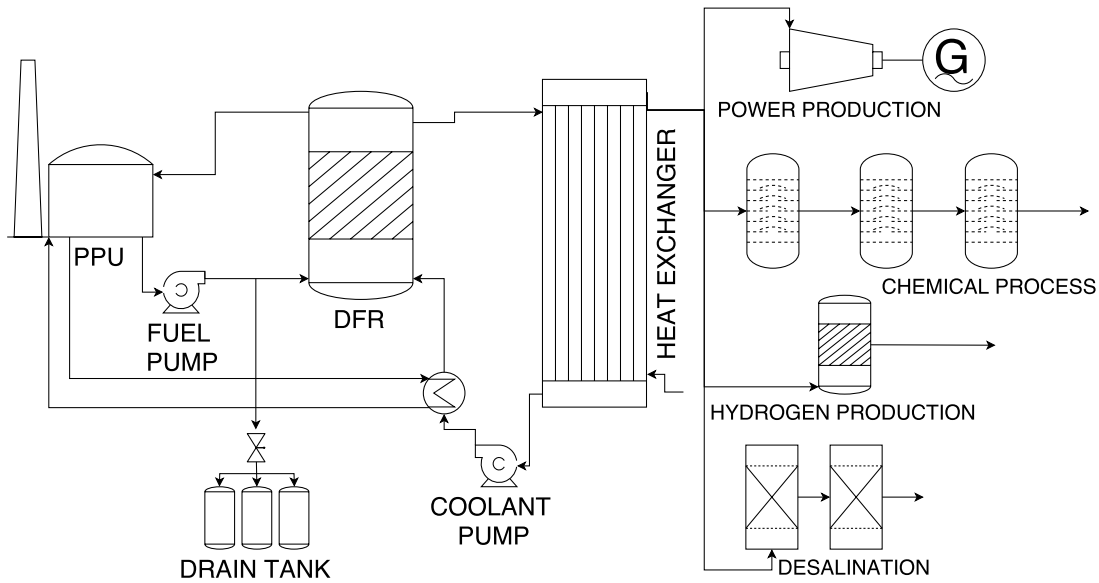 G
POWER PRODUCTION
PPU
FUEL
PUMP
DFR
HEAT EXCHANGER
CHEMICAL PROCESS
HYDROGEN PRODUCTION
COOLANT
PUMP
DRAIN TANK
DESALINATION